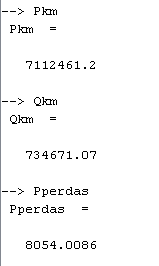 --> Pkm
Pkm  =
7112461.2
--> Qkm
Qkm  =
734671.07
--> Pperdas
Pperdas  =
8054.0086